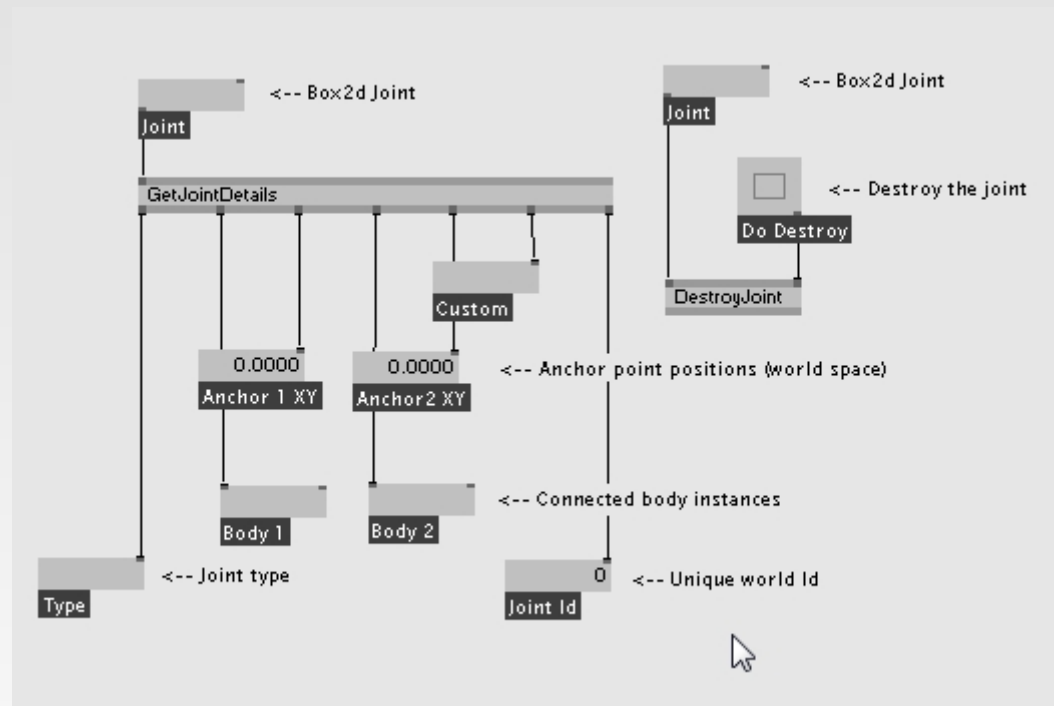 <-- Box2d Joint
Joint
GetJointDetails
Custom
0.0000
Anchor 1 XY
0.0000
Anchor2 XY
<-- Anchor point positions (world space)
Body 1
Body 2
<-- Connected body instances
Type
<-- Joint type
0
Joint Id
<-- Unique world Id
<-- Box2d Joint
Joint
<-- Destroy the joint
Do Destroy
DestroyJoint